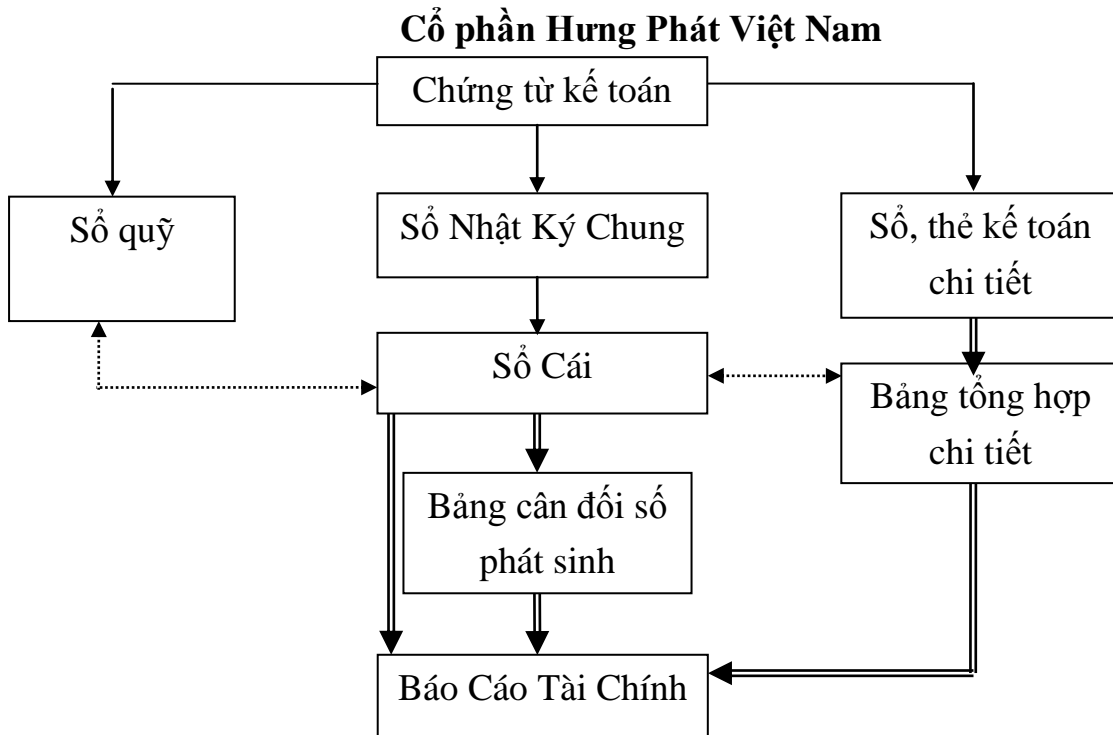 Cổ phần Hưng Phát Việt Nam
Chứng từ kế toán
Sổ quỹ
Sổ Nhật Ký Chung
Sổ, thẻ kế toán
chi tiết
Sổ Cái
Bảng tổng hợp
chi tiết
Bảng cân đối số
phát sinh
Báo Cáo Tài Chính